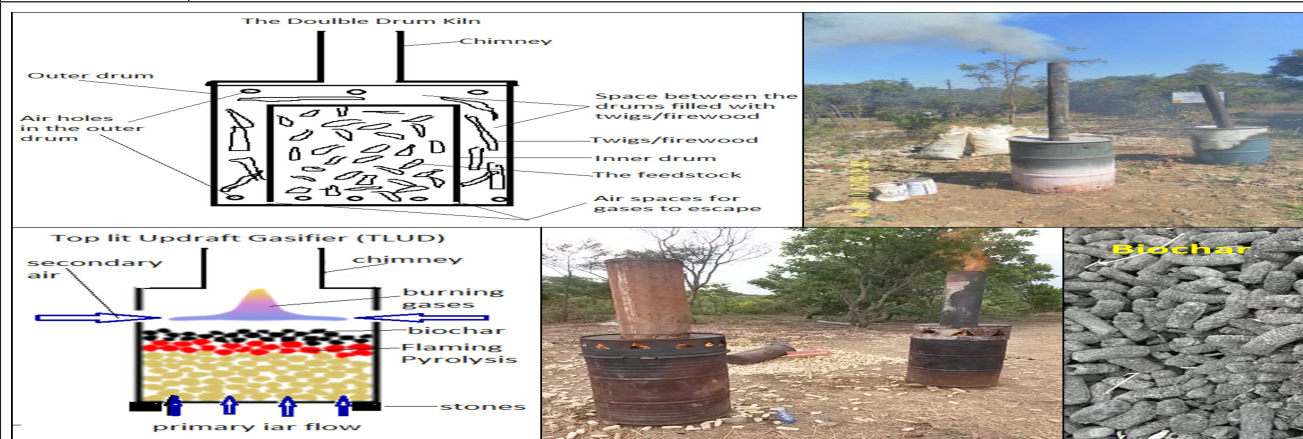 The Doulble Drum Kiln
Chimney
Outer drum
Air holes
in the outer
drum
Space between the
drums filled with
twigs/firewood
Twigs/firewood
Inner drum
The feedstock
Air spaces for
gases to escape
Top lit Updraft Gasifier (TLUD)
secondary
air
chimney
burning
gases
biochar
Flaming
Pyrolysis
stones
primary iar flow
Biochar